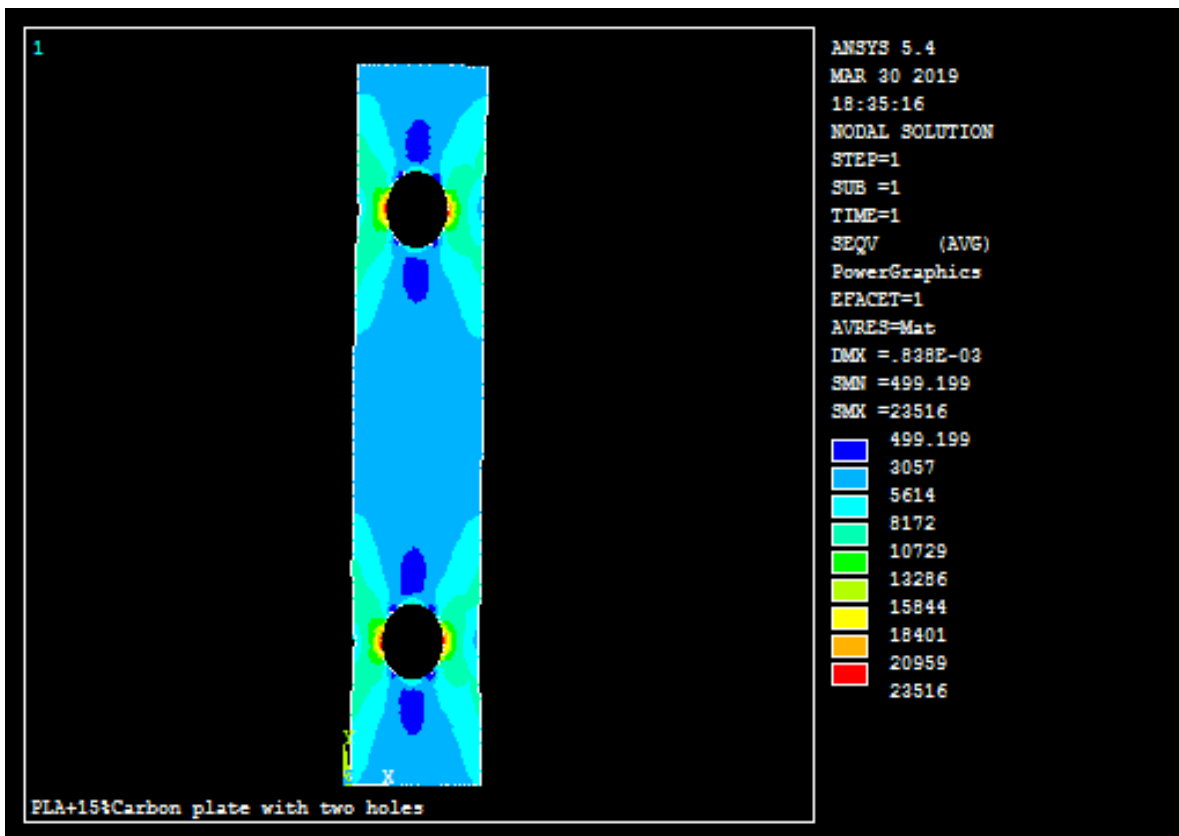 1
ANSYS 5.4
MAR 30 2019
18:35:16
NODAL SOLUTION
STEP=1
SUB =1
TIME=1
SEQV (AVG)
PowerGraphics
EFACET=1
AVRES=Mat
DMX =.838E-03
SMN =499.199
SMX =23516
499.199
3057
5614
8172
10729
13286
15844
18401
20959
23516
Y
X
PLA+15%Carbon plate with two holes